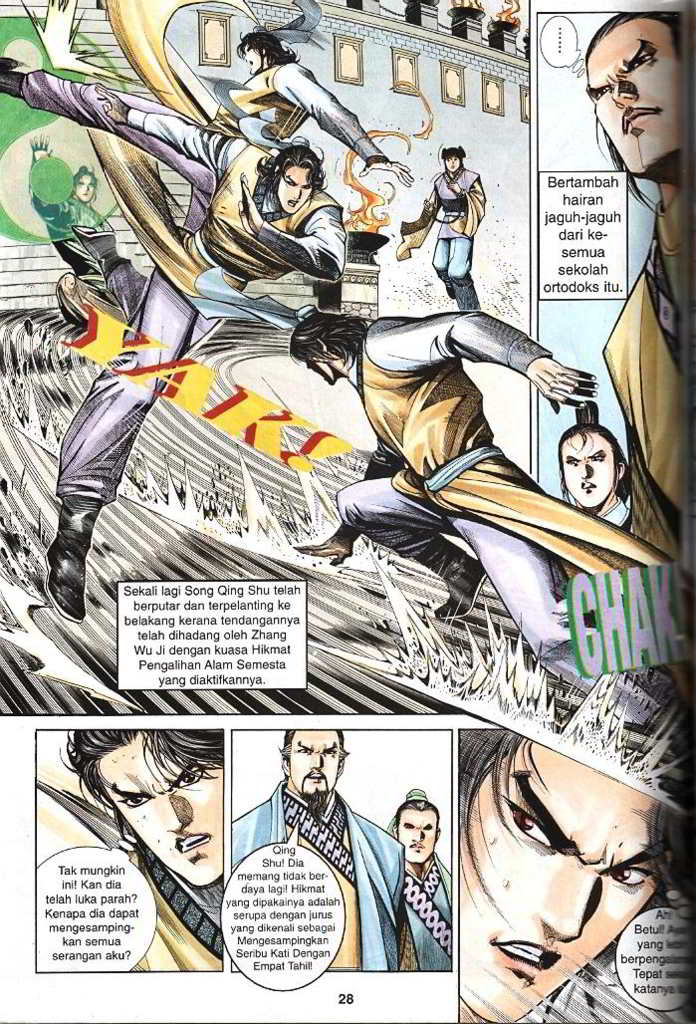 ......
Bertambah
hairan
jaguh-jaguh
dari ke-
semua
sekolah
ortodoks itu.
YAK!
CHAK
Sekali lagi Song Qing Shu telah
berputar dan terpelanting ke
belakang kerana tendangannya
telah dihadang oleh Zhang
Wu Ji dengan kuasa Hikmat
Pengalihan Alam Semesta
yang diaktifkannya.
Tak mungkin
ini! Kan dia
telah luka parah?
Kenapa dia dapat
mengesamping-
kan semua
serangan aku?
Qing
Shu! Dia
memang tidak ber-
daya lagi! Hikmat
yang dipakainya adalah
serupa dengan jurus
yang dikenali sebagai
Mengesampingkan
Seribu Kati Dengan
Empat Tahil!
Ah!
Betul!
yang
berpengala
Tepat
katanya
28